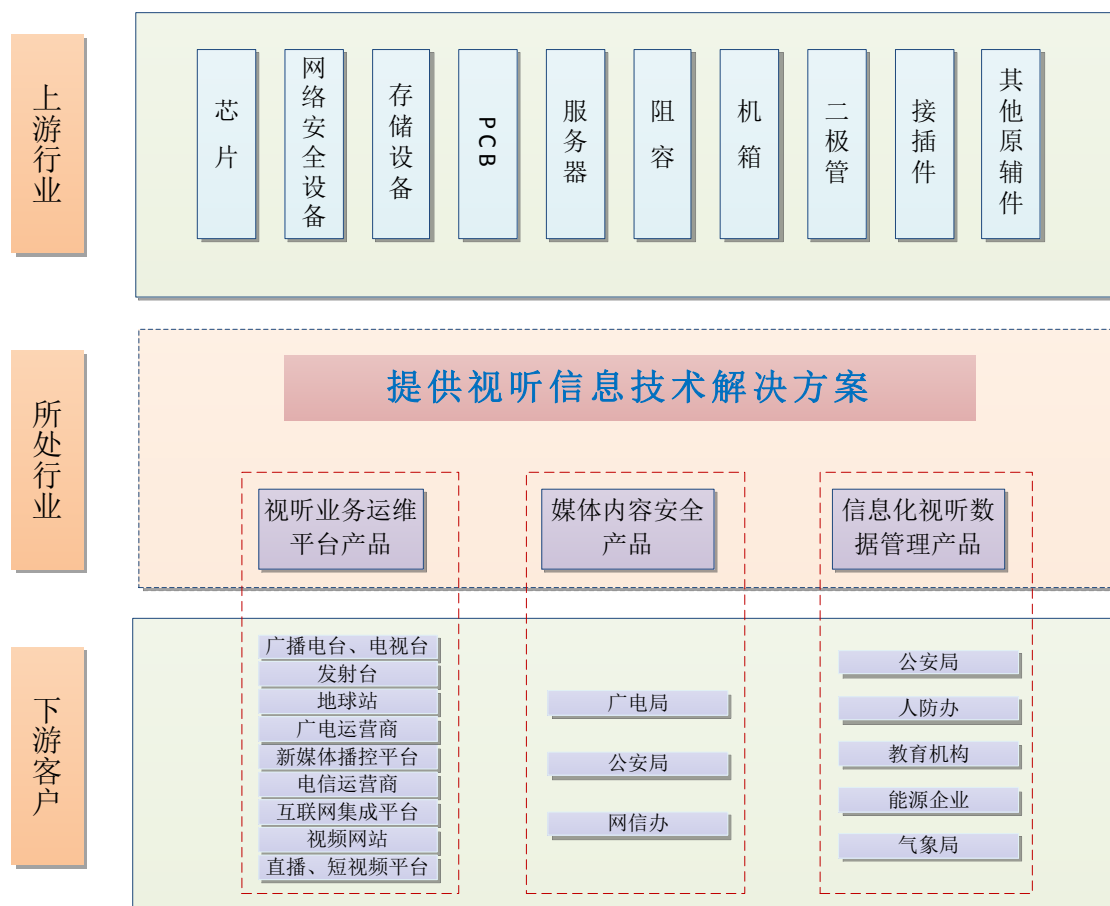 上游行业
芯片
网络安全设备
存储设备
PCB
服务器
阻容
机箱
二极管
接插件
其他原辅件
所处行业
提供视听信息技术解决方案
视听业务运维
平台产品
媒体内容安全
产品
信息化视听数
据管理产品
下游客户
广播电台、电视台
发射台
地球站
广电运营商
新媒体播控平台
电信运营商
互联网集成平台
视频网站
直播、短视频平台
广电局
公安局
网信办
公安局
人防办
教育机构
能源企业
气象局